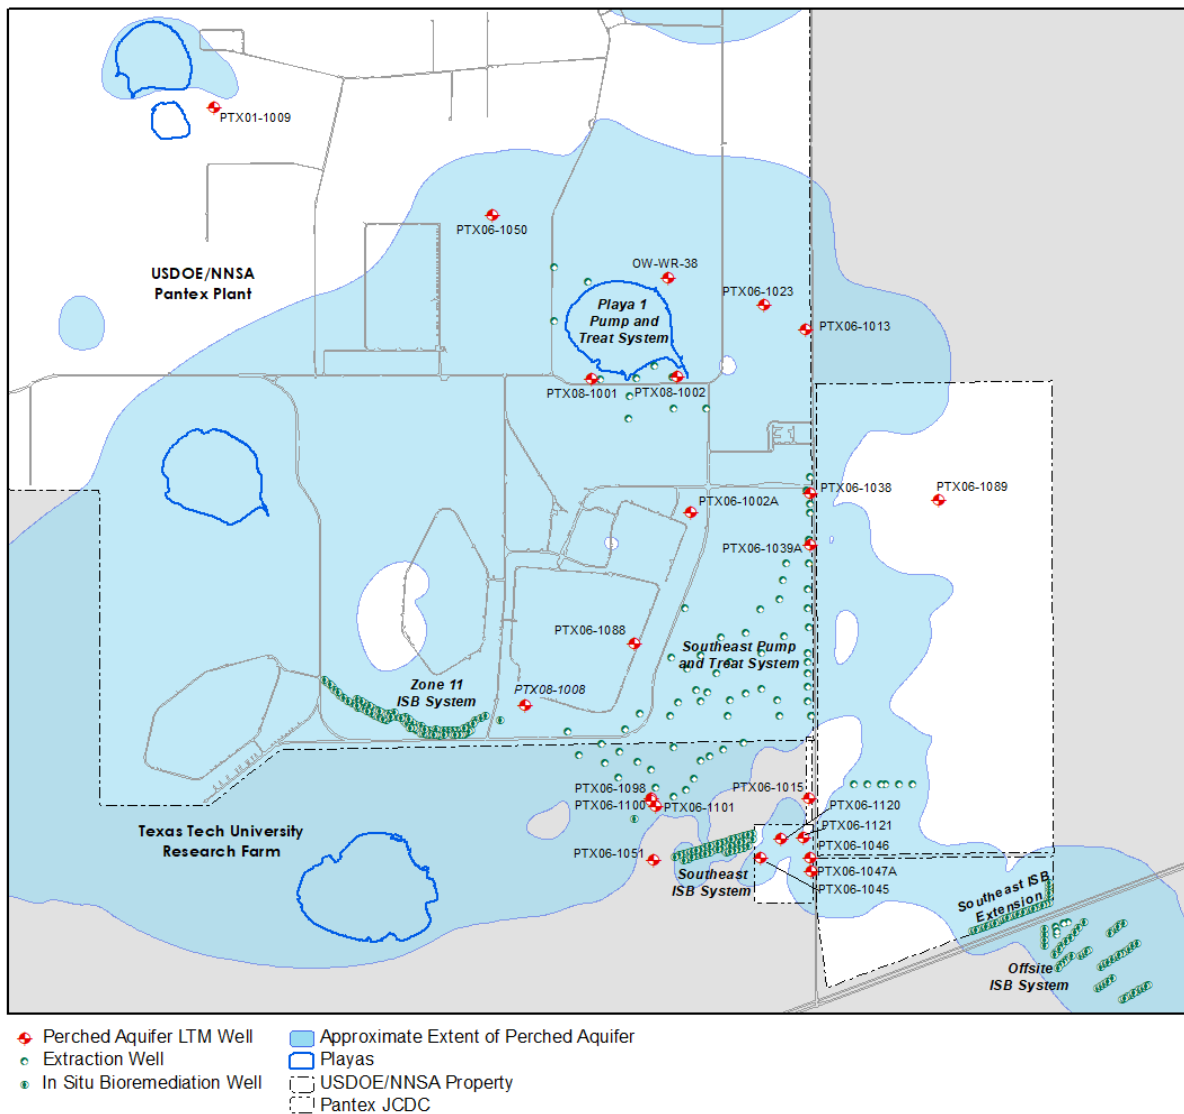 PTX01-1009
PTX06-1050
OW-WR-38
USDOE/NNSA
Pantex Plant
PTX06-1023
Playa 1
Pump and
Treat System
PTX06-1013
PTX08-1001
PTX08-1002
PTX06-1038
PTX06-1089
PTX06-1002A
PTX06-1039A
PTX06-1088
Southeast Pump
and Treat System
Zone 11
ISB System
PTX08-1008
PTX06-1098
PTX06-1015
PTX06-1100
PTX06-1101
PTX06-1120
PTX06-1121
Texas Tech University
Research Farm
PTX06-1051
PTX06-1046
Southeast
ISB System
PTX06-1047A
PTX06-1045
Southeast ISB
Extension
Offsite
ISB System
Perched Aquifer LTM Well
Extraction Well
In Situ Bioremediation Well
Approximate Extent of Perched Aquifer
Playas
USDOE/NNSA Property
Pantex JCDC